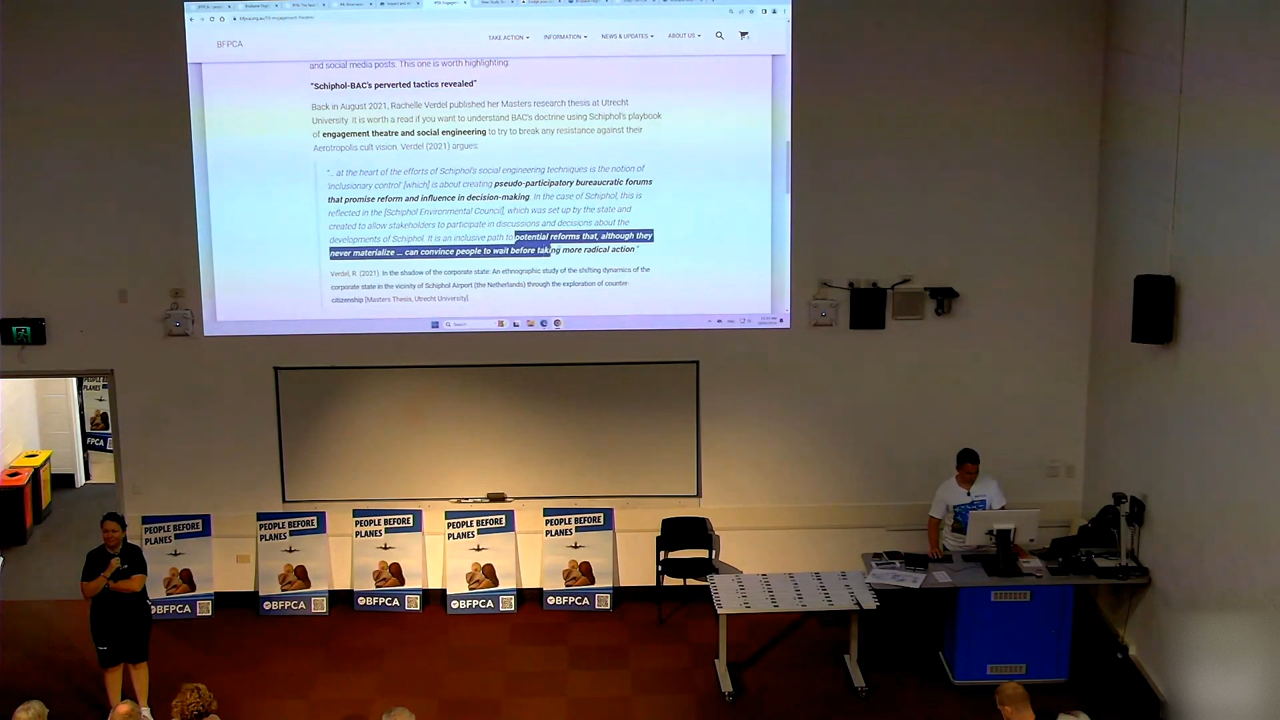 BFPCA
TAKE ACTION
INFORMATION
NEWS & UPDATES
ABOUT US
and social media posts. This one is worth highlighting.
"Schiphol-BAC's perverted tactics revealed"
Back in August 2021, Rachelle Verdel published her Masters research thesis at Utrecht
University. It is worth a read if you want to understand BAC's doctrine using Schiphol's playbook
of engagement theatre and social engineering to try to break any resistance against their
Aerotropolis cult vision. Verdel (2021) argues:
"... at the heart of the efforts of Schiphol's social engineering techniques is the notion of
'inclusionary control' [which] is about creating pseudo-participatory bureaucratic forums
that promise reform and influence in decision-making. In the case of Schiphol, this is
reflected in the [Schiphol Environmental Council], which was set up by the state and
created to allow stakeholders to participate in discussions and decisions about the
developments of Schiphol. It is an inclusive path to potential reforms that, although they
never materialize ... can convince people to wait before taking more radical action."
Verdel, R. (2021). In the shadow of the corporate state: An ethnographic study of the shifting dynamics of the
corporate state in the vicinity of Schiphol Airport (the Netherlands) through the exploration of counter-
citizenship [Masters Thesis, Utrecht University].
Search
PEOPLE BEFORE
PLANES
FPCA
PEOPLE BEFORE
PLANES
BFPCA
PEOPLE BEFORE
PLANES
BFPCA
PEOPLE BEFORE
PLANES
BFPCA
PEOPLE BEFORE
PLANES
BFPCA
PEOPLE BEFORE
PLANES
BFPCA